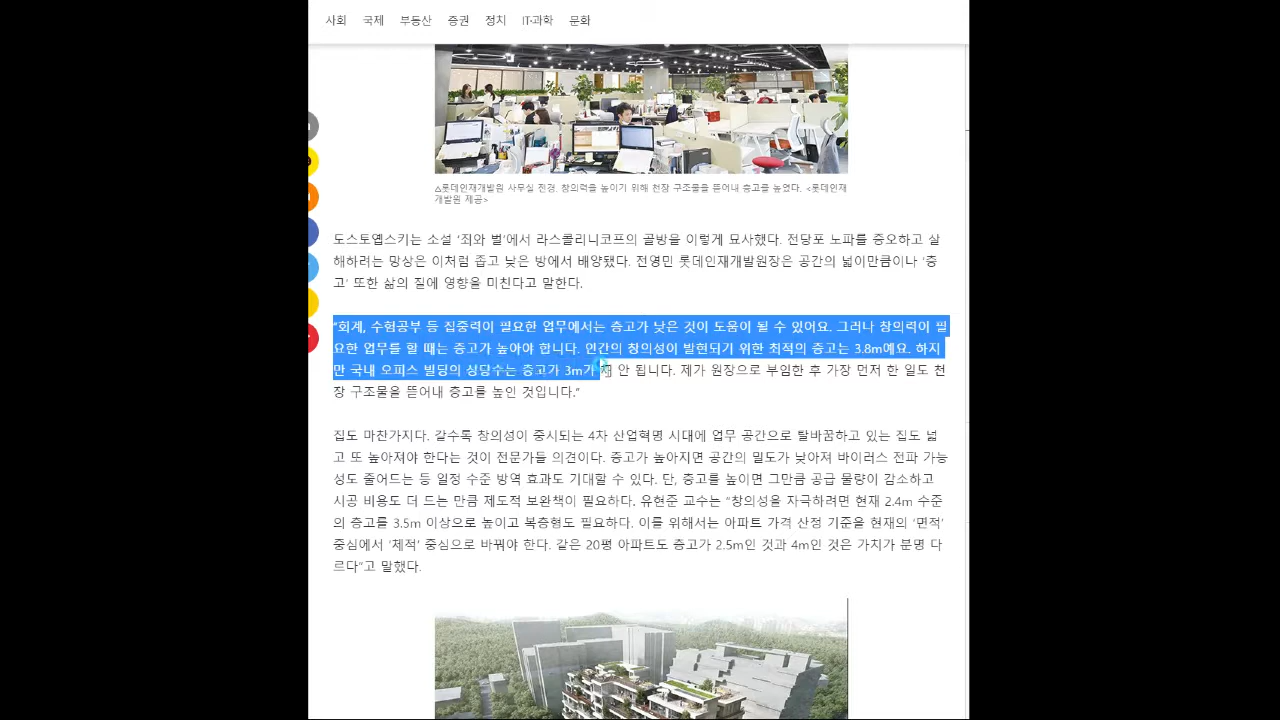 사회 국제 부동산 증권 정치 IT·과학 문화
△롯데인재개발원 사무실 전경. 창의력을 높이기 위해 천장 구조물을 뜯어내 층고를 높였다. <롯데인재
개발원 제공>
도스토옙스키는 소설 ‘죄와 벌’에서 라스콜리니코프의 골방을 이렇게 묘사했다. 전당포 노파를 증오하고 살
해하려는 망상은 이처럼 좁고 낮은 방에서 배양됐다. 전영민 롯데인재개발원장은 공간의 넓이만큼이나 ‘층
고’ 또한 삶의 질에 영향을 미친다고 말한다.
“회계, 수험공부 등 집중력이 필요한 업무에서는 층고가 낮은 것이 도움이 될 수 있어요. 그러나 창의력이 필
요한 업무를 할 때는 층고가 높아야 합니다. 인간의 창의성이 발현되기 위한 최적의 층고는 3.8m예요. 하지
만 국내 오피스 빌딩의 상당수는 층고가 3m가 채 안 됩니다. 제가 원장으로 부임한 후 가장 먼저 한 일도 천
장 구조물을 뜯어내 층고를 높인 것입니다.”
집도 마찬가지다. 갈수록 창의성이 중시되는 4차 산업혁명 시대에 업무 공간으로 탈바꿈하고 있는 집도 넓
고 또 높아져야 한다는 것이 전문가들 의견이다. 층고가 높아지면 공간의 밀도가 낮아져 바이러스 전파 가능
성도 줄어드는 등 일정 수준 방역 효과도 기대할 수 있다. 단, 층고를 높이면 그만큼 공급 물량이 감소하고
시공 비용도 더 드는 만큼 제도적 보완책이 필요하다. 유현준 교수는 “창의성을 자극하려면 현재 2.4m 수준
의 층고를 3.5m 이상으로 높이고 복층형도 필요하다. 이를 위해서는 아파트 가격 산정 기준을 현재의 ‘면적’
중심에서 ‘체적’ 중심으로 바꿔야 한다. 같은 20평 아파트도 층고가 2.5m인 것과 4m인 것은 가치가 분명 다
르다”고 말했다.